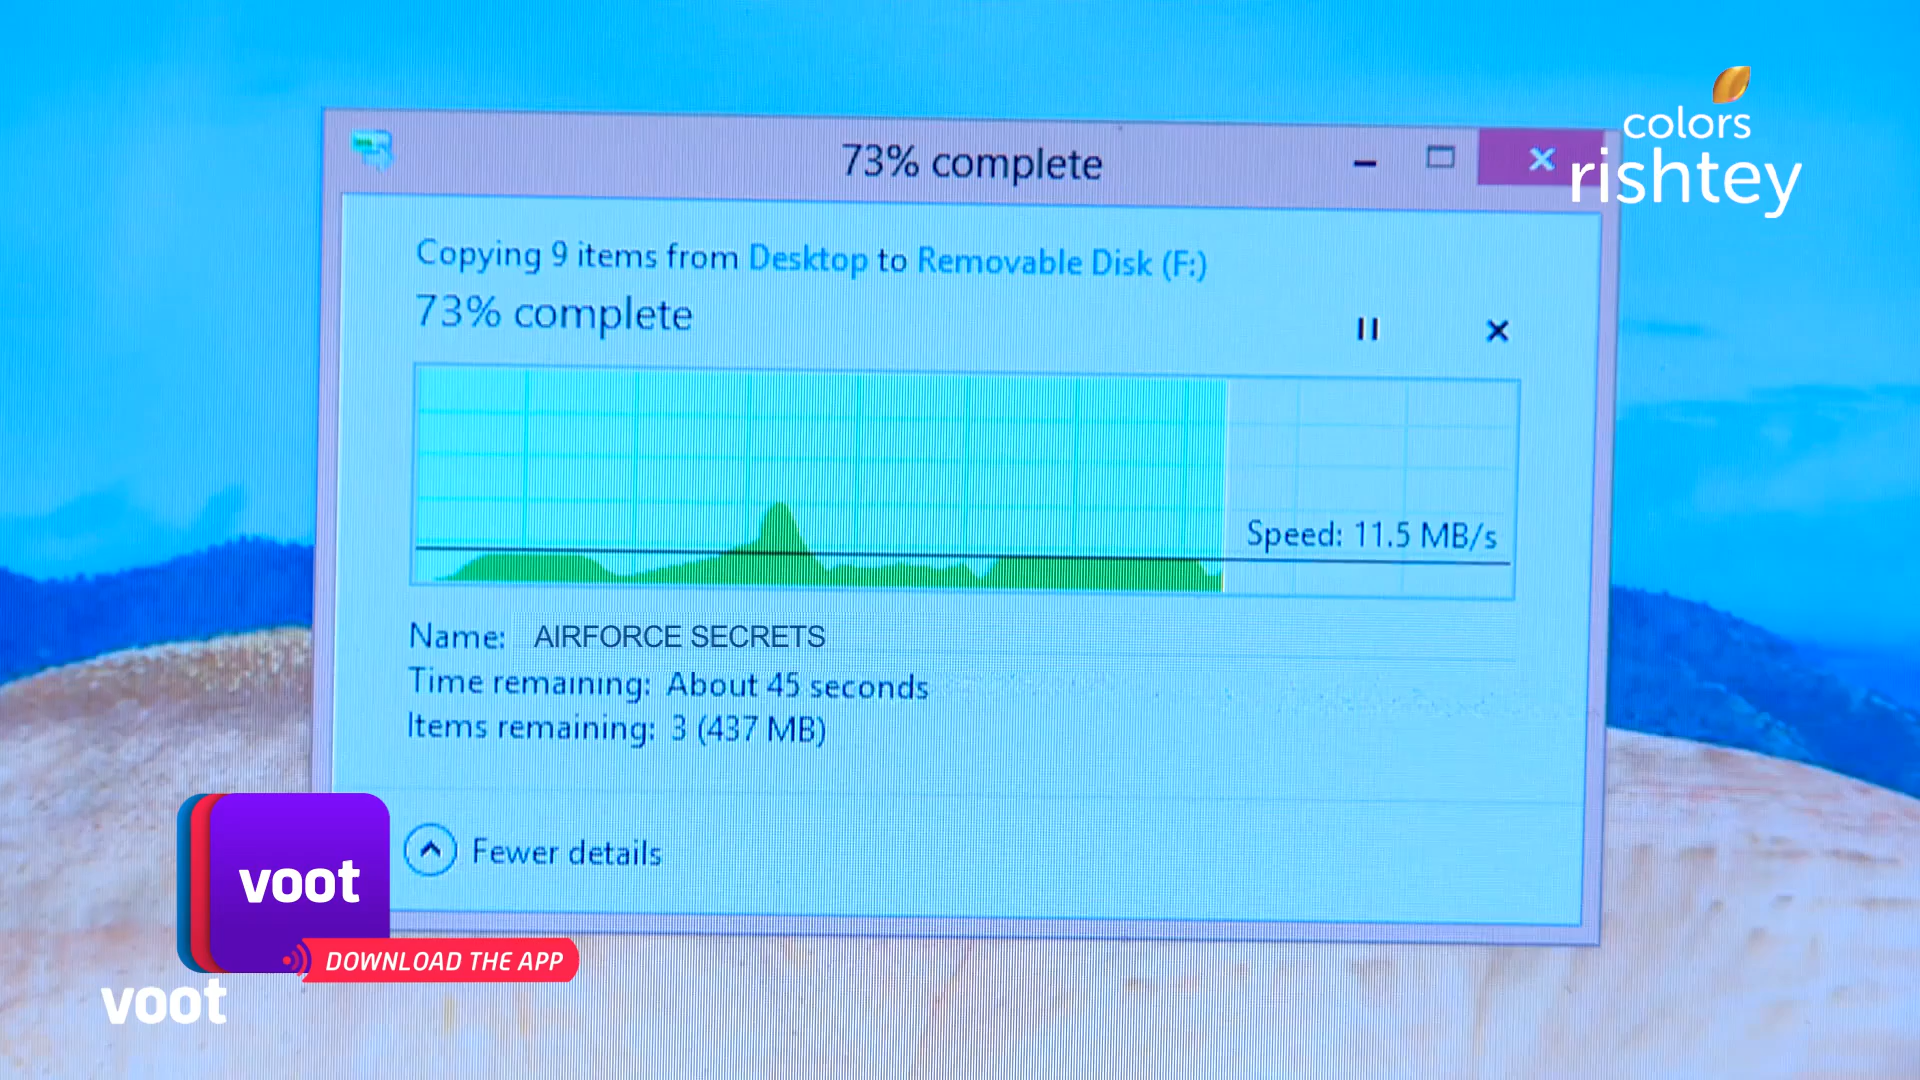 colors
rishtey
73% complete
Copying 9 items from Desktop to Removable Disk (F:)
73% complete
Speed: 11.5 MB/s
Name: AIRFORCE SECRETS
Time remaining: About 45 seconds
Items remaining: 3 (437 MB)
Fewer details
voot
DOWNLOAD THE APP
voot